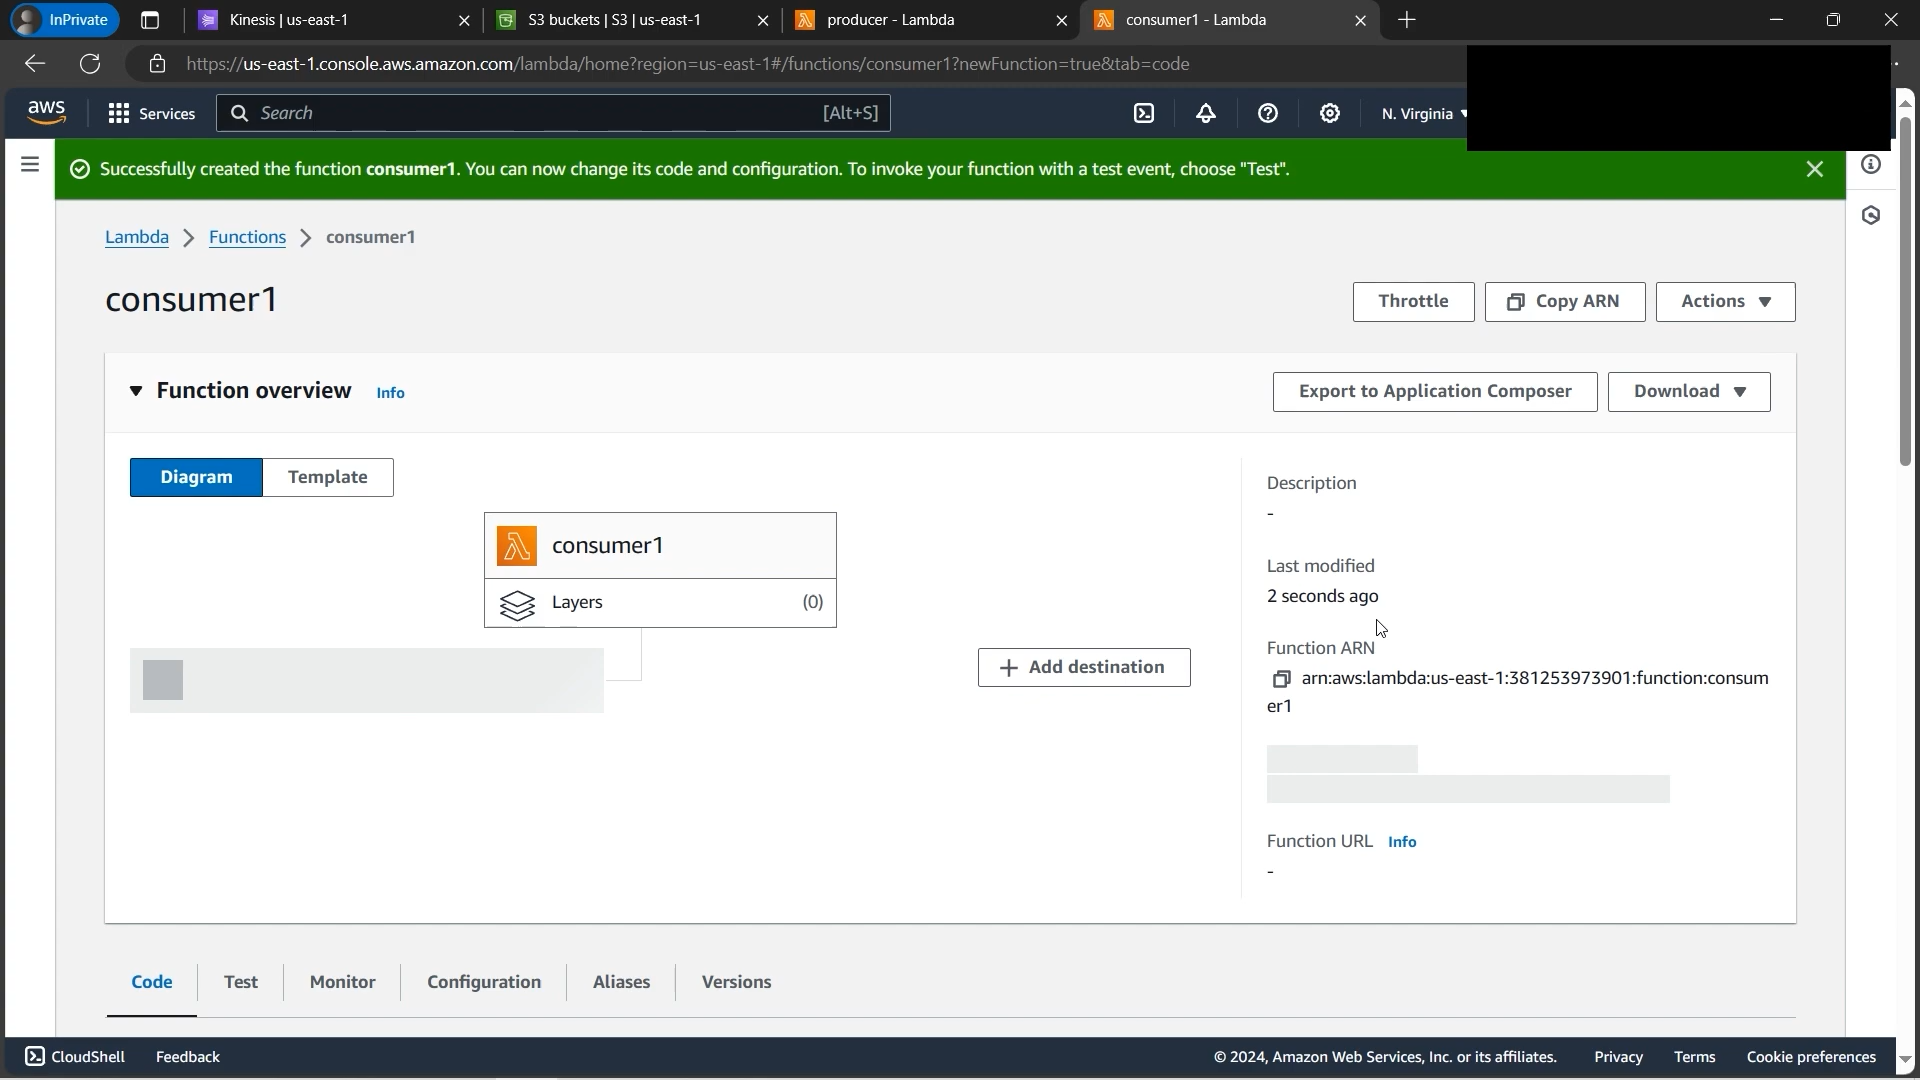 InPrivate
Kinesis | us-east-1
S3 buckets | S3 | us-east-1
producer - Lambda
consumer1 - Lambda
https://us-east-1.console.aws.amazon.com/lambda/home?region=us-east-1#/functions/consumer1?newFunction=true&tab=code
aws
Services
Search
[Alt+S]
N. Virginia
Successfully created the function consumer1. You can now change its code and configuration. To invoke your function with a test event, choose "Test".
Lambda
Functions
consumer1
consumer1
Throttle
Copy ARN
Actions
Function overview
Info
Export to Application Composer
Download
Diagram
Template
consumer1
Layers
(0)
Add destination
Description
-
Last modified
2 seconds ago
Function ARN
arn:aws:lambda:us-east-1:381253973901:function:consum
er1
Function URL
Info
-
Code
Test
Monitor
Configuration
Aliases
Versions
CloudShell
Feedback
© 2024, Amazon Web Services, Inc. or its affiliates.
Privacy
Terms
Cookie preferences